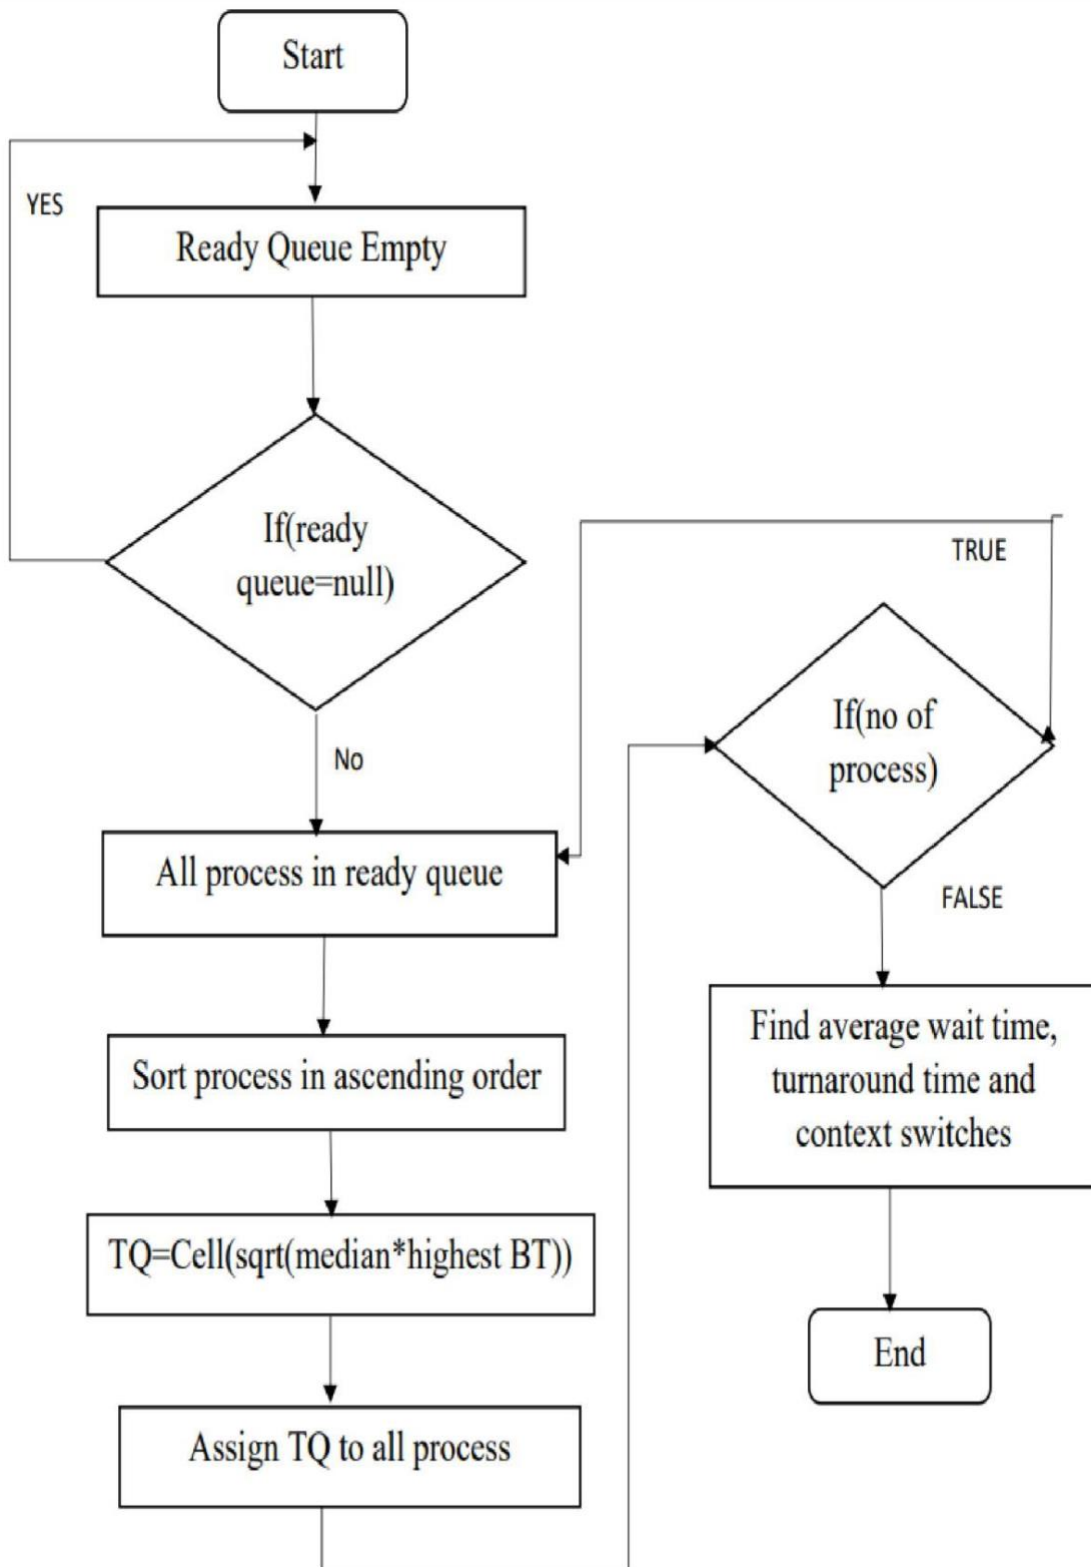 Start
YES
Ready Queue Empty
If(ready
queue=null)
No
All process in ready queue
Sort process in ascending order
TQ=Cell(sqrt(median*highest BT))
Assign TQ to all process
TRUE
If(no of
process)
FALSE
Find average wait time,
turnaround time and
context switches
End